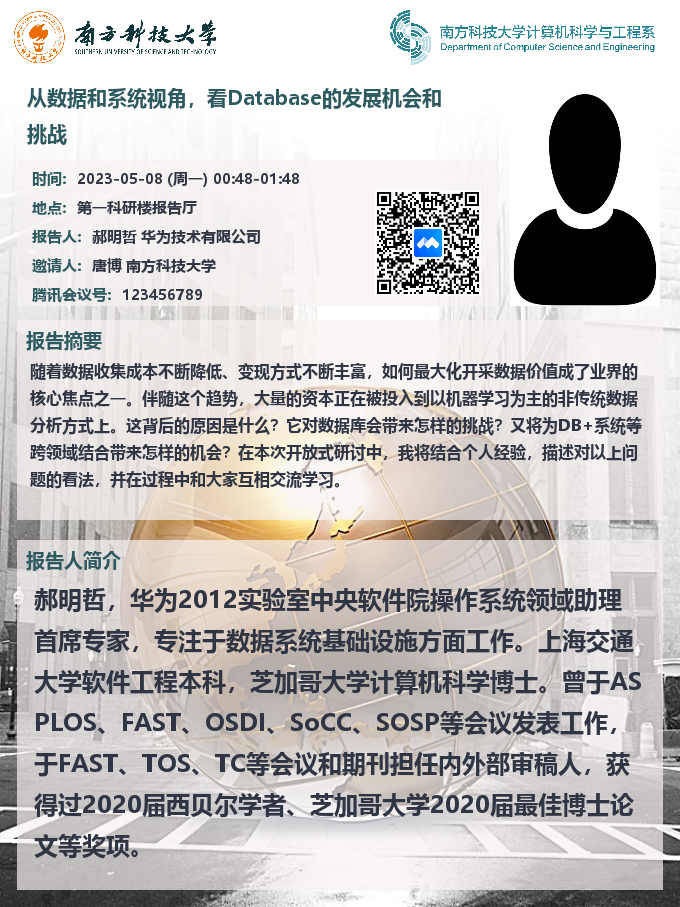 南方科技大学
SOUTHERN UNIVERSITY OF SCIENCE AND TECHNOLOGY
南方科技大学计算机科学与工程系
Department of Computer Science and Engineering
从数据和系统视角，看Database的发展机会和
挑战
时间：2023-05-08 (周一) 00:48-01:48
地点：第一科研楼报告厅
报告人：郝明哲 华为技术有限公司
邀请人：唐博 南方科技大学
腾讯会议号：123456789
报告摘要
随着数据收集成本不断降低、变现方式不断丰富，如何最大化开采数据价值成了业界的
核心焦点之一。伴随这个趋势，大量的资本正在被投入到以机器学习为主的非传统数据
分析方式上。这背后的原因是什么？它对数据库会带来怎样的挑战？又将为DB+系统等
跨领域结合带来怎样的机会？在本次开放式研讨中，我将结合个人经验，描述对以上问
题的看法，并在过程中和大家互相交流学习。
报告人简介
郝明哲，华为2012实验室中央软件院操作系统领域助理
首席专家，专注于数据系统基础设施方面工作。上海交通
大学软件工程本科，芝加哥大学计算机科学博士。曾于AS
PLOS、FAST、OSDI、SoCC、SOSP等会议发表工作，
于FAST、TOS、TC等会议和期刊担任内外部审稿人，获
得过2020届西贝尔学者、芝加哥大学2020届最佳博士论
文等奖项。